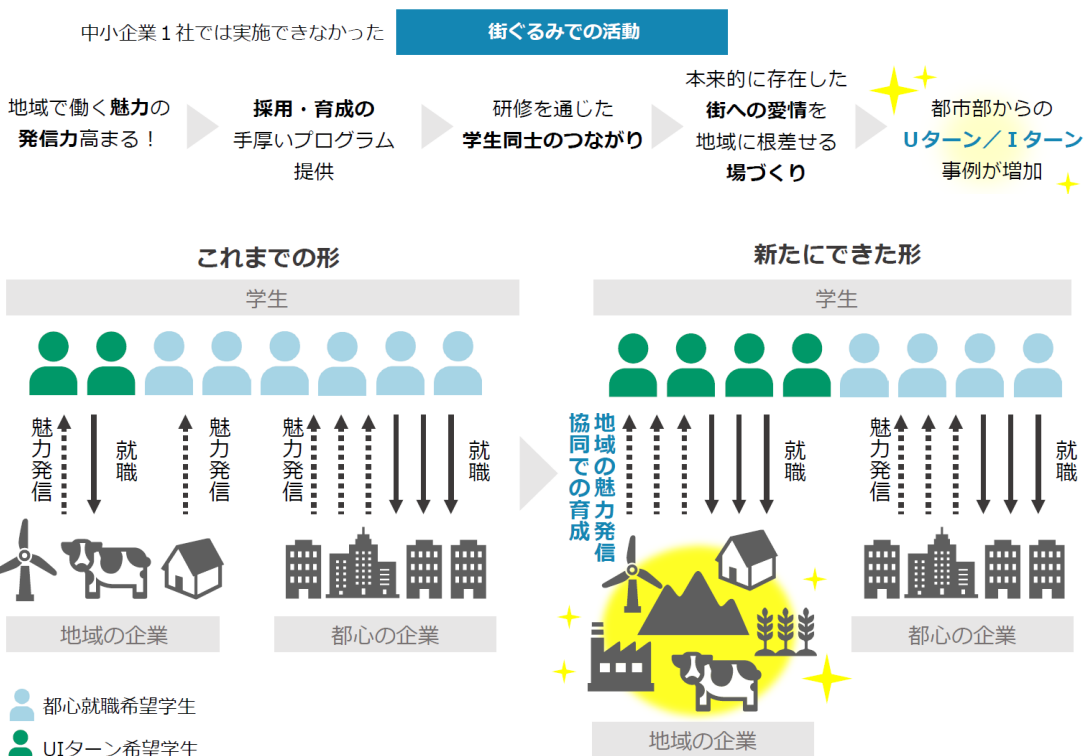 中小企業1社では実施できなかった
街ぐるみでの活動
地域で働く魅力の
発信力高まる！
採用・育成の
手厚いプログラム
提供
研修を通じた
学生同士のつながり
本来的に存在した
街への愛情を
地域に根差せる
場づくり
都市部からの
Uターン／Iターン
事例が増加
これまでの形
学生
魅力発信
就職
魅力発信
魅力発信
就職
地域の企業
都心の企業
新たにできた形
学生
地域の魅力発信
協同での育成
就職
魅力発信
就職
地域の企業
都心の企業
都心就職希望学生
UIターン希望学生